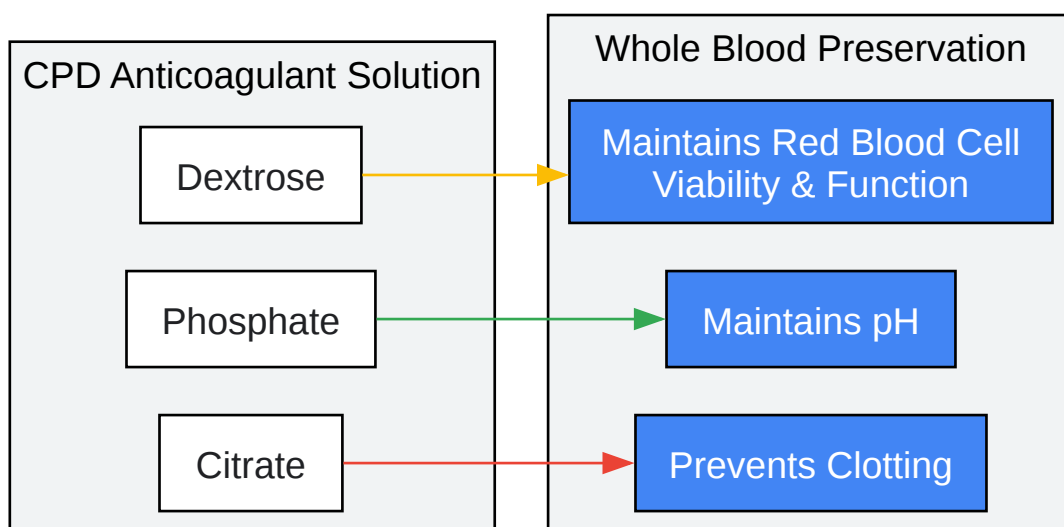 CPD Anticoagulant Solution
Dextrose
Phosphate
Citrate
Whole Blood Preservation
Maintains Red Blood Cell
Viability & Function
Maintains pH
Prevents Clotting